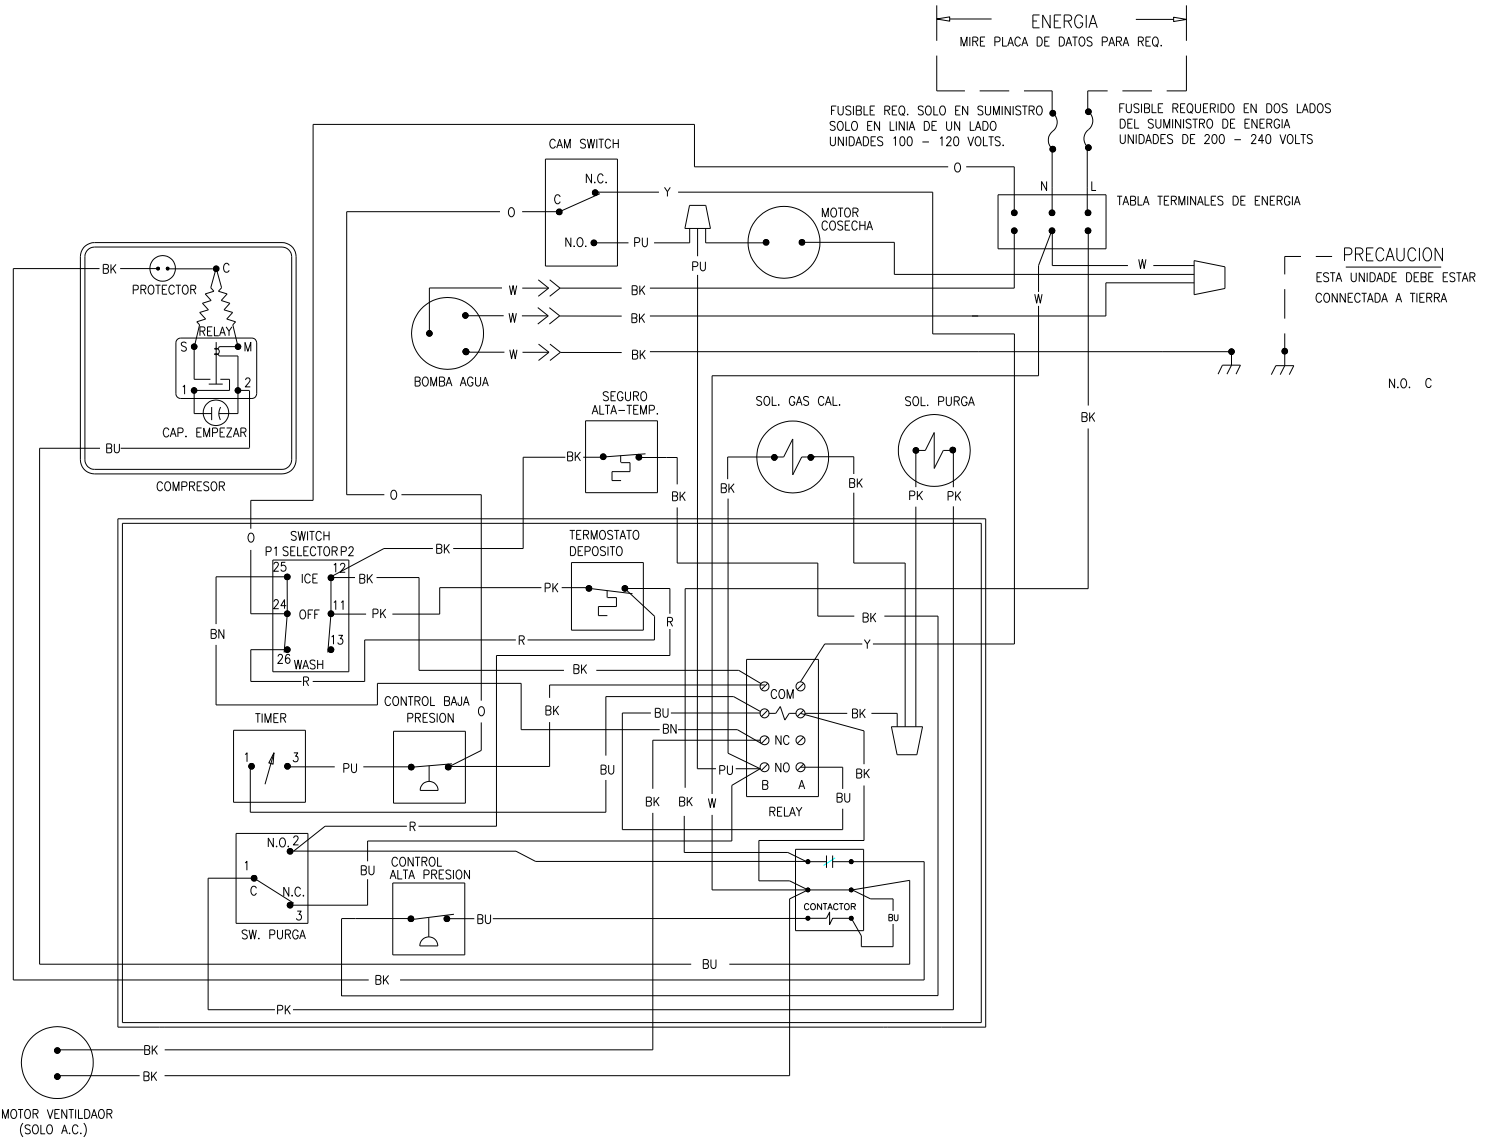 ENERGIA
MIRE PLACA DE DATOS PARA REQ.
FUSIBLE REQ. SOLO EN SUMINISTRO
SOLO EN LINIA DE UN LADO
UNIDADES 100 - 120 VOLTS.
FUSIBLE REQUERIDO EN DOS LADOS
DEL SUMINISTRO DE ENERGIA
UNIDADES DE 200 - 240 VOLTS
CAM SWITCH
N.C.
C
N.O.
O
Y
O
PU
PU
N
L
TABLA TERMINALES DE ENERGIA
MOTOR
COSECHA
PRECAUCION
ESTA UNIDADE DEBE ESTAR
CONNECTADA A TIERRA
N.O. C
W
W
BK
PROTECTOR
C
RELAY
S
M
1
2
CAP. EMPEZAR
BU
COMPRESOR
W
BK
W
BK
W
BK
BOMBA AGUA
SEGURO
ALTA-TEMP.
BK
BK
SOL. GAS CAL.
BK
BK
SOL. PURGA
PK
PK
BK
O
O
SWITCH
P1 SELECTOR P2
25
12
ICE
24
OFF
11
13
26
WASH
BK
BK
PK
PK
BN
R
R
R
TERMOSTATO
DEPOSITO
BK
Y
BK
TIMER
1
3
PU
CONTROL BAJA
PRESION
O
BK
BU
BN
BU
PU
BK
BK
W
COM
NC
NO
B
A
RELAY
BK
BK
BU
R
N.O. 2
1
C
N.C.
3
SW. PURGA
BU
CONTROL
ALTA PRESION
BU
CONTACTOR
BU
BU
BK
PK
BK
BK
MOTOR VENTILDAOR
(SOLO A.C.)